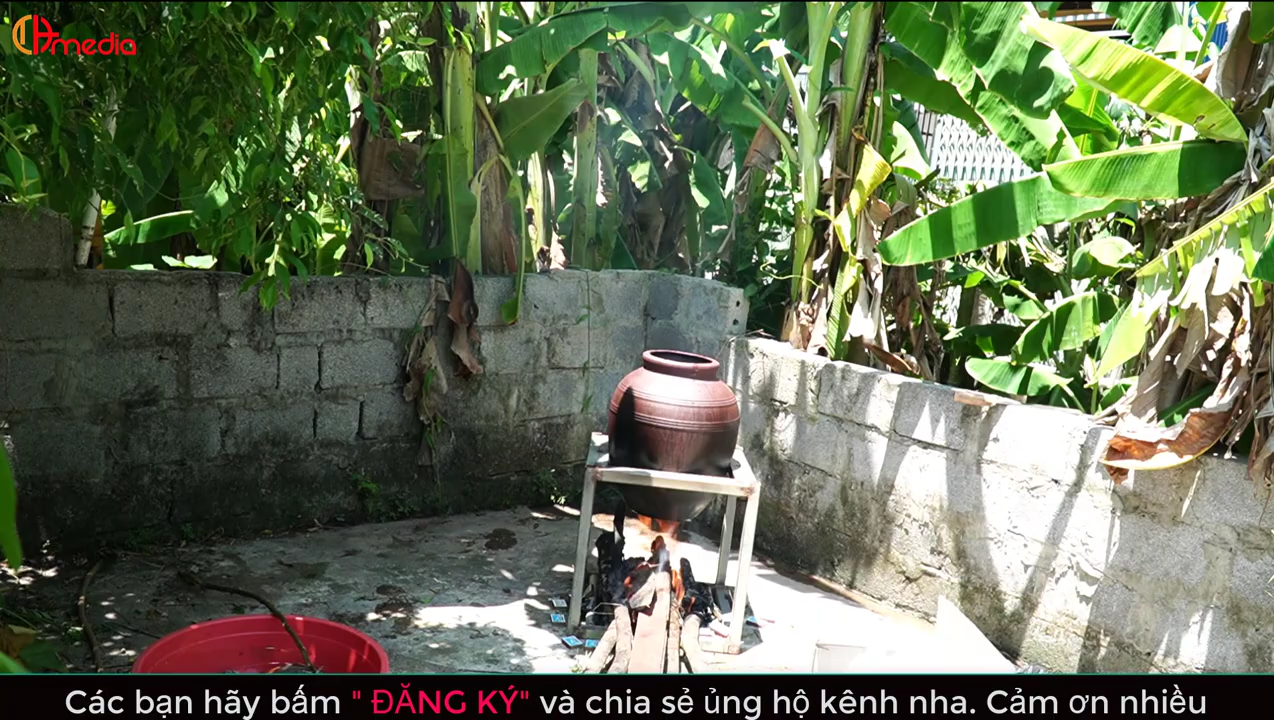 media
Các bạn hãy bấm " ĐĂNG KÝ" và chia sẻ ủng hộ kênh nha. Cảm ơn nhiều